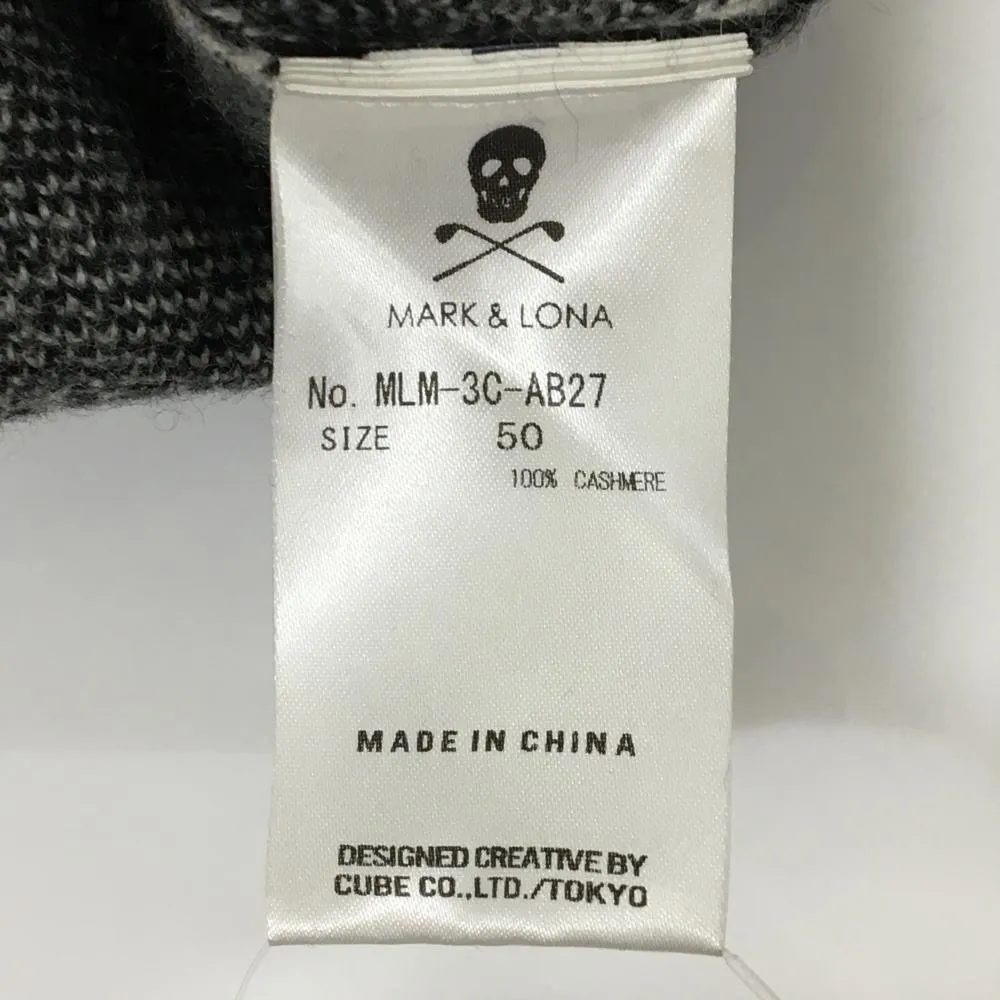 MARK & LONA
No. MLM-3C-AB27
SIZE 50
100% CASHMERE
MADE IN CHINA
DESIGNED CREATIVE BY
CUBE CO.,LTD./TOKYO